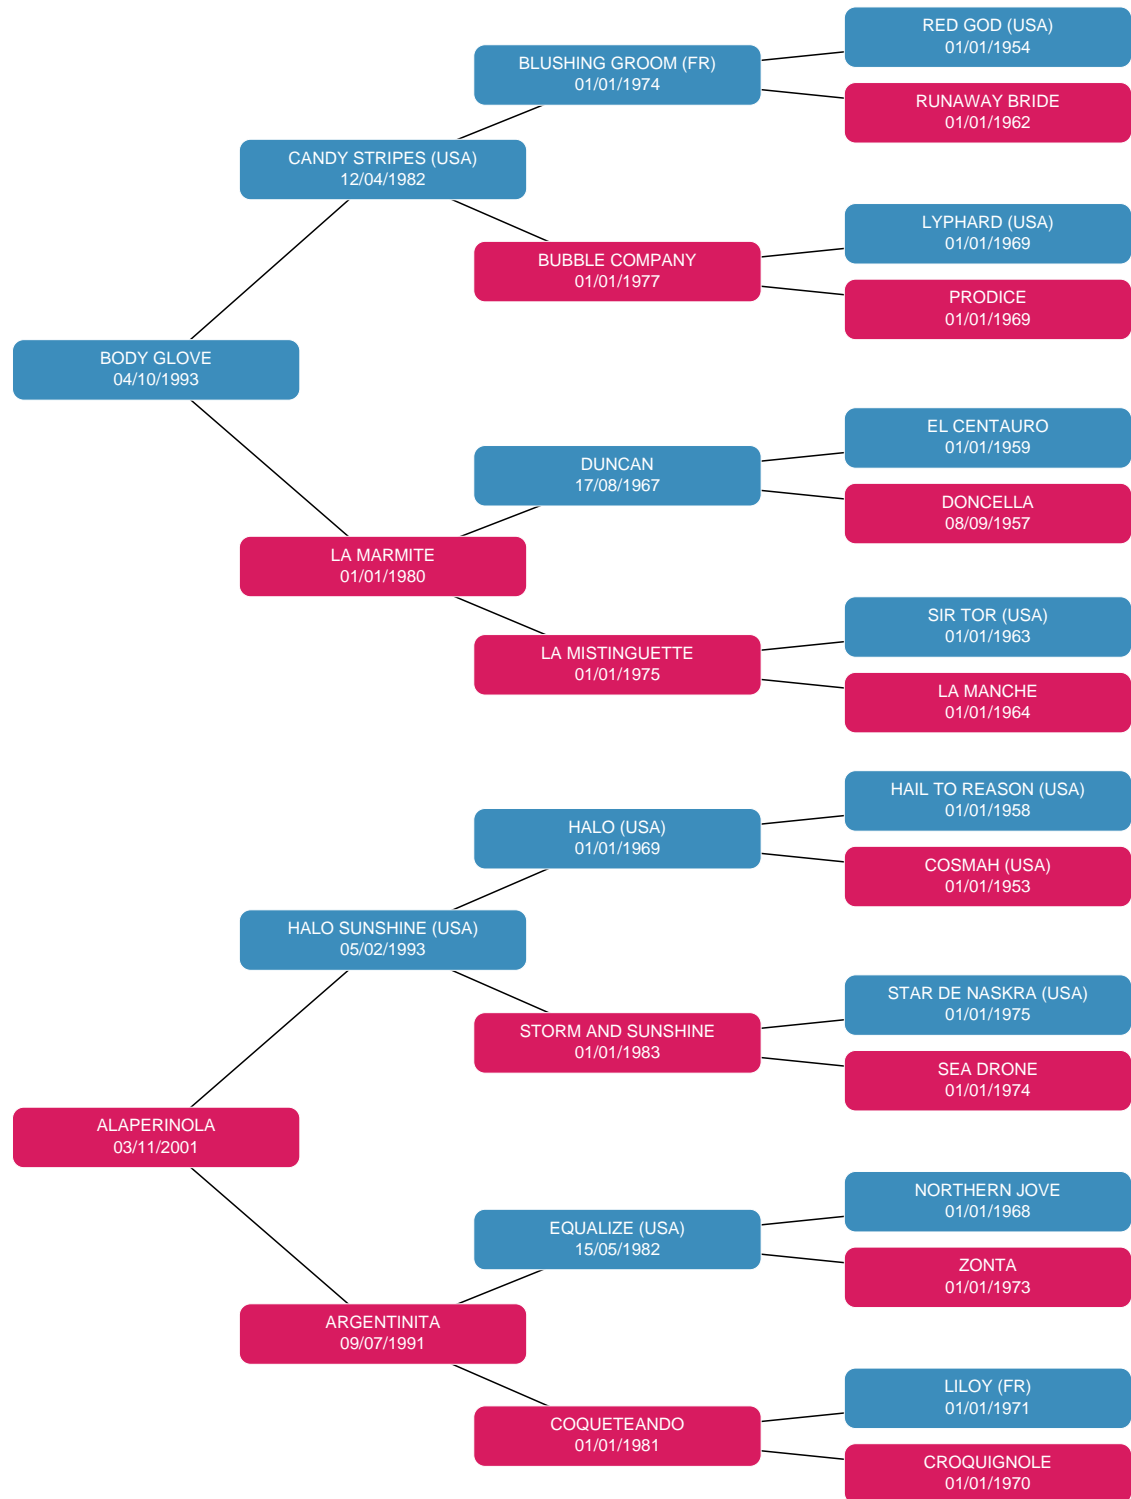 RED GOD (USA)
01/01/1954
BLUSHING GROOM (FR)
01/01/1974
RUNAWAY BRIDE
01/01/1962
CANDY STRIPES (USA)
12/04/1982
LYPHARD (USA)
01/01/1969
BUBBLE COMPANY
01/01/1977
PRODICE
01/01/1969
BODY GLOVE
04/10/1993
EL CENTAURO
01/01/1959
DUNCAN
17/08/1967
DONCELLA
08/09/1957
LA MARMITE
01/01/1980
SIR TOR (USA)
01/01/1963
LA MISTINGUETTE
01/01/1975
LA MANCHE
01/01/1964
HAIL TO REASON (USA)
01/01/1958
HALO (USA)
01/01/1969
COSMAH (USA)
01/01/1953
HALO SUNSHINE (USA)
05/02/1993
STAR DE NASKRA (USA)
01/01/1975
STORM AND SUNSHINE
01/01/1983
SEA DRONE
01/01/1974
ALAPERINOLA
03/11/2001
NORTHERN JOVE
01/01/1968
EQUALIZE (USA)
15/05/1982
ZONTA
01/01/1973
ARGENTINITA
09/07/1991
LILOY (FR)
01/01/1971
COQUETEANDO
01/01/1981
CROQUIGNOLE
01/01/1970